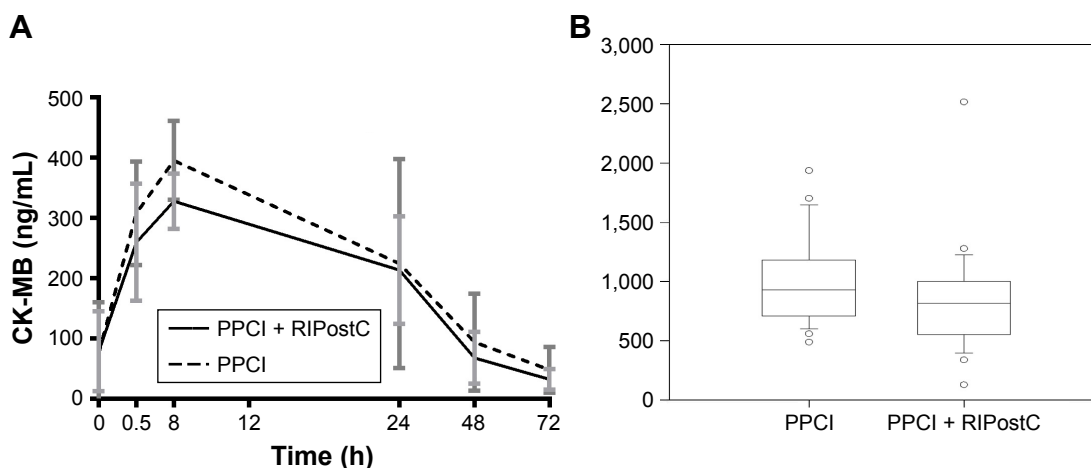 A
500
400
300
200
100
0
CK-MB (ng/mL)
PPCI + RIPostC
PPCI
0 0.5 8 12 24 48 72
Time (h)
B
3,000
2,500
2,000
1,500
1,000
500
0
PPCI PPCI + RIPostC